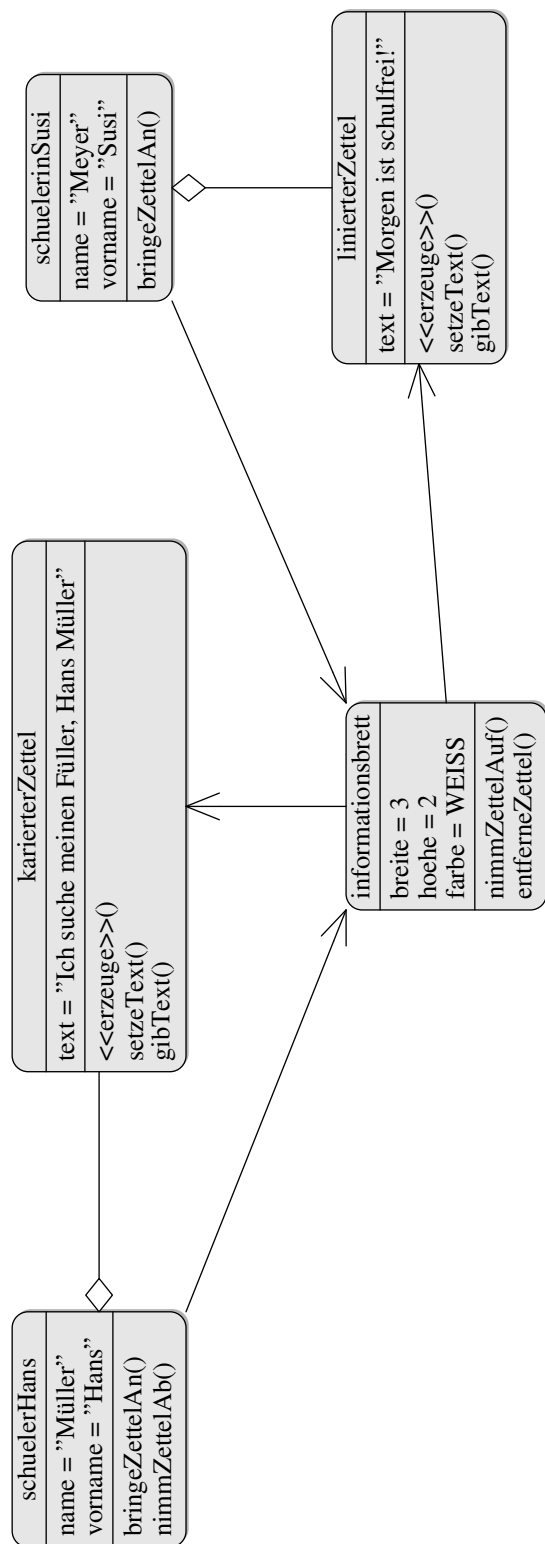 schuelerHans
name = ”Müller”
vorname = ”Hans”
bringeZettelAn()
nimmZettelAb()
karierterZettel
text = ”Ich suche meinen Füller, Hans Müller”
<<erzeuge>>()
setzeText()
gibText()
schuelerinSusi
name = ”Meyer”
vorname = ”Susi”
bringeZettelAn()
informationsbrett
breite = 3
hoehe = 2
farbe = WEISS
nimmZettelAuf()
entferneZettel()
linierterZettel
text = ”Morgen ist schulfrei!”
<<erzeuge>>()
setzeText()
gibText()